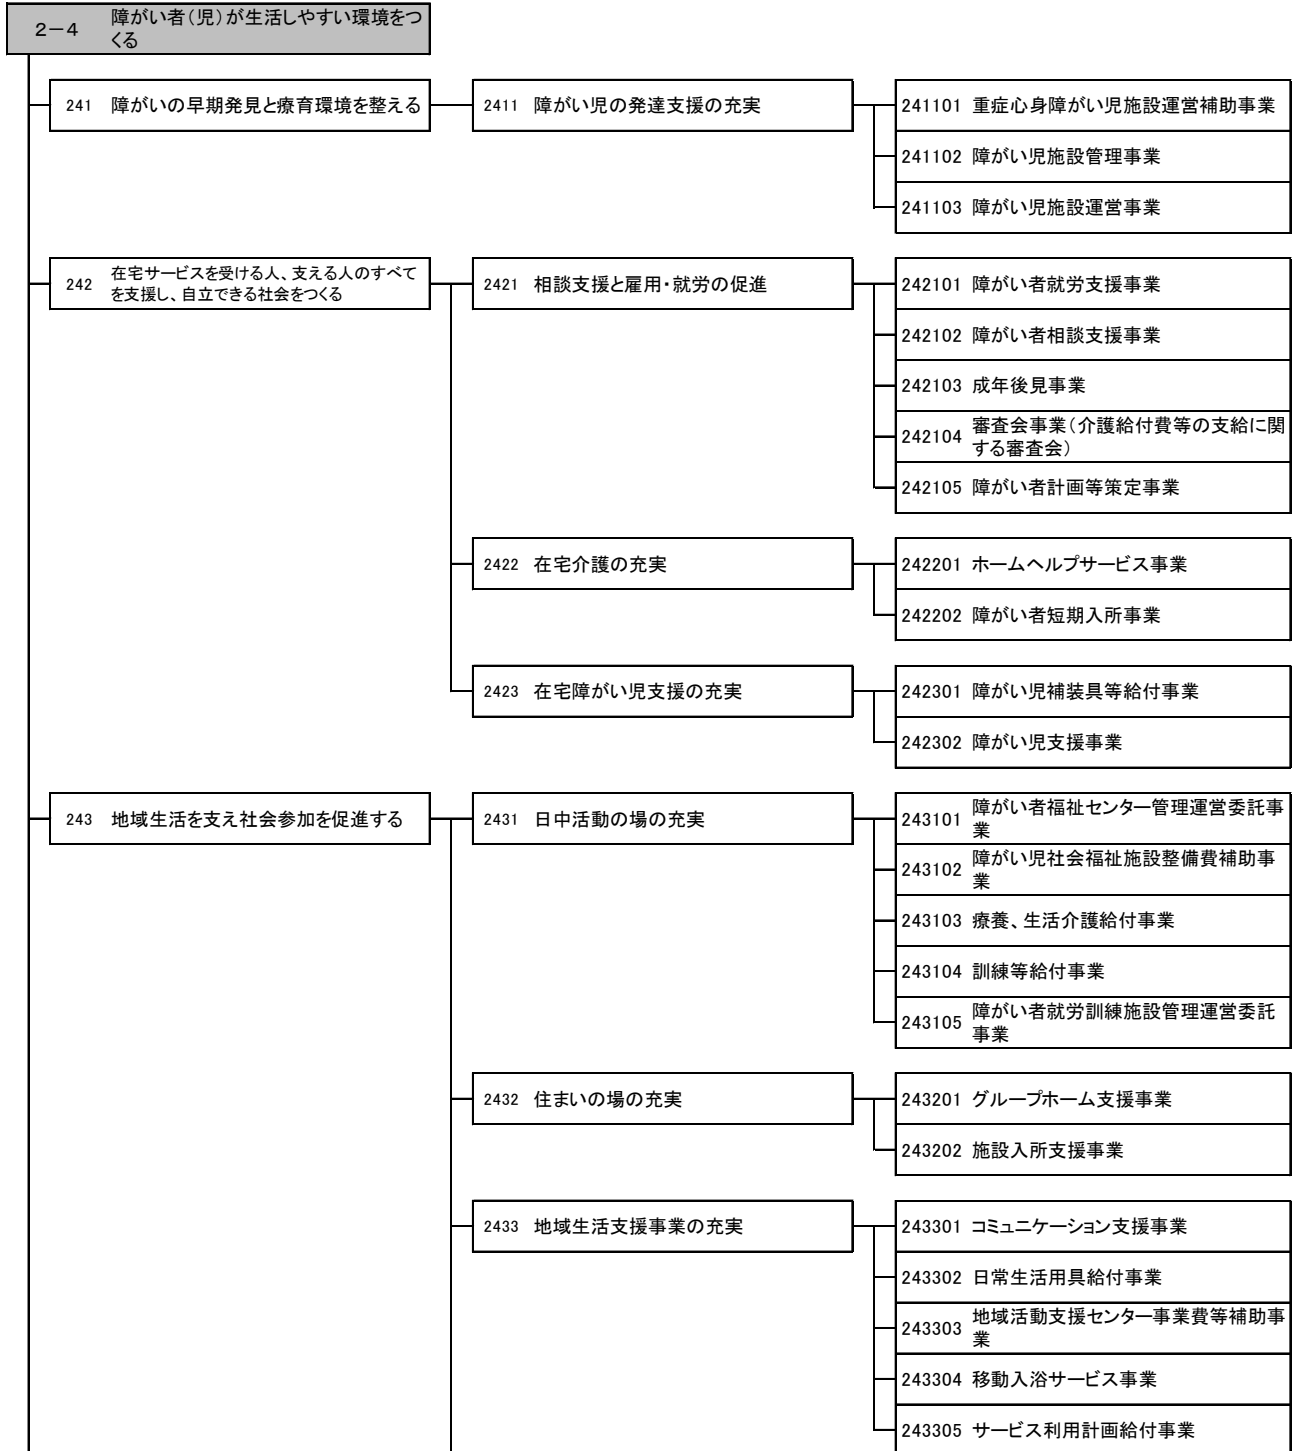 2－4 障がい者（児）が生活しやすい環境をつ
くる
241 障がいの早期発見と療育環境を整える
2411 障がい児の発達支援の充実
241101 重症心身障がい児施設運営補助事業
241102 障がい児施設管理事業
241103 障がい児施設運営事業
242 在宅サービスを受ける人、支える人のすべて
を支援し、自立できる社会をつくる
2421 相談支援と雇用・就労の促進
242101 障がい者就労支援事業
242102 障がい者相談支援事業
242103 成年後見事業
242104 審査会事業（介護給付費等の支給に関
する審査会）
242105 障がい者計画等策定事業
2422 在宅介護の充実
242201 ホームヘルプサービス事業
242202 障がい者短期入所事業
2423 在宅障がい児支援の充実
242301 障がい児補装具等給付事業
242302 障がい児支援事業
243 地域生活を支え社会参加を促進する
2431 日中活動の場の充実
243101 障がい者福祉センター管理運営委託事
業
243102 障がい児社会福祉施設整備費補助事
業
243103 療養、生活介護給付事業
243104 訓練等給付事業
243105 障がい者就労訓練施設管理運営委託
事業
2432 住まいの場の充実
243201 グループホーム支援事業
243202 施設入所支援事業
2433 地域生活支援事業の充実
243301 コミュニケーション支援事業
243302 日常生活用具給付事業
243303 地域活動支援センター事業費等補助事
業
243304 移動入浴サービス事業
243305 サービス利用計画給付事業